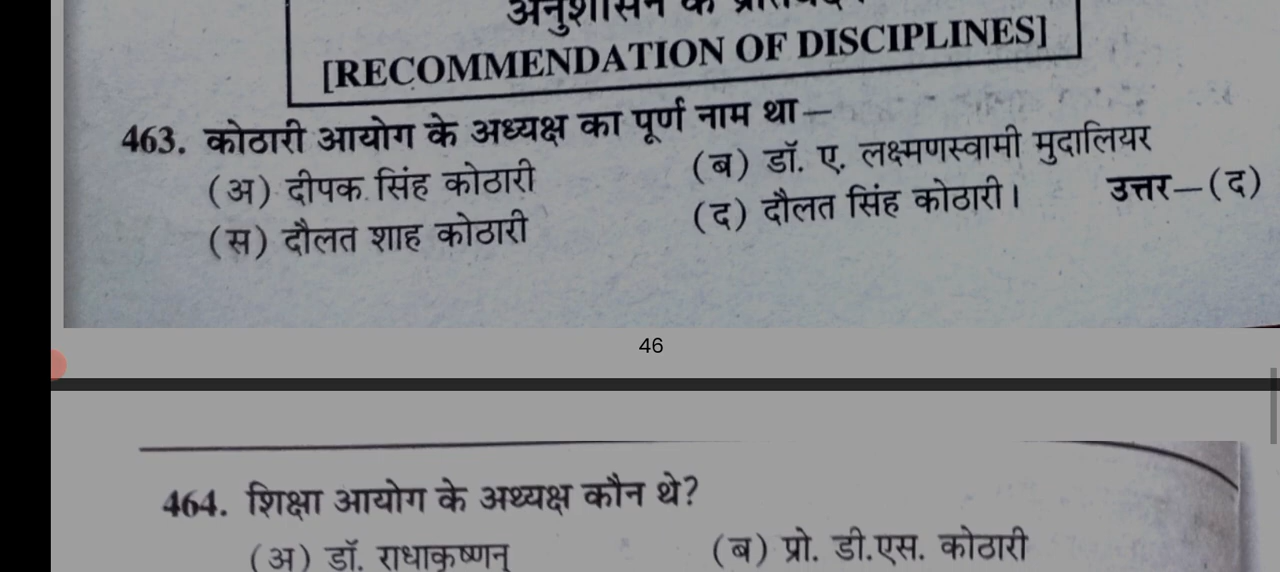 [RECOMMENDATION OF DISCIPLINES]
463. कोठारी आयोग के अध्यक्ष का पूर्ण नाम था—
(अ) दीपक सिंह कोठारी
(ब) डॉ. ए. लक्ष्मणस्वामी मुदालियर
(स) दौलत शाह कोठारी
(द) दौलत सिंह कोठारी। उत्तर—(द)
46
464. शिक्षा आयोग के अध्यक्ष कौन थे?
(अ) डॉ. राधाकृष्णन्
(ब) प्रो. डी.एस. कोठारी